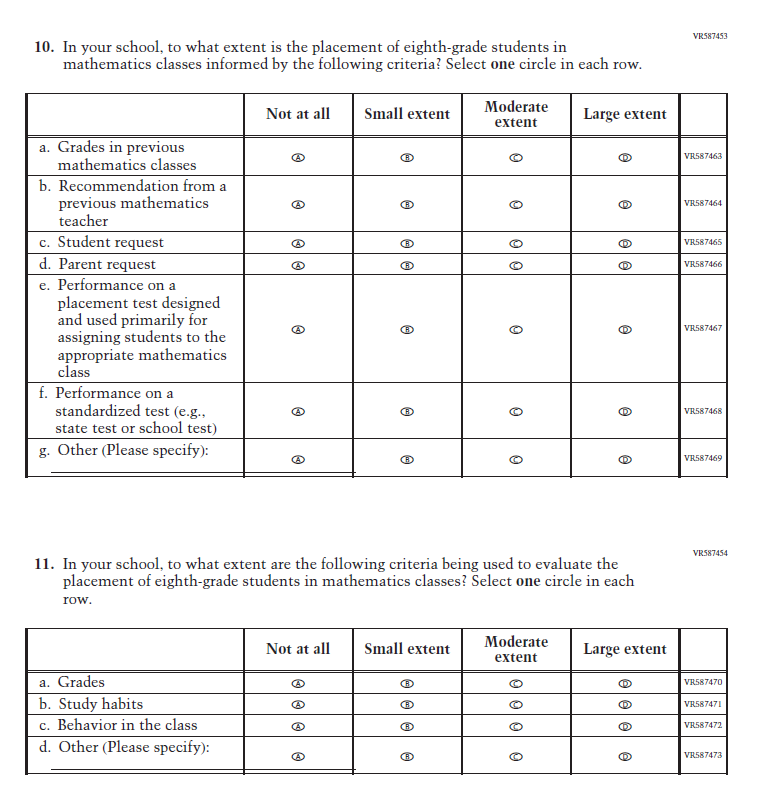 VR587453
10. In your school, to what extent is the placement of eighth-grade students in
mathematics classes informed by the following criteria? Select one circle in each row.
Not at all Small extent Moderate extent Large extent
a. Grades in previous
mathematics classes
A B C D VR587463
b. Recommendation from a
previous mathematics
teacher
A B C D VR587464
c. Student request A B C D VR587465
d. Parent request A B C D VR587466
e. Performance on a
placement test designed
and used primarily for
assigning students to the
appropriate mathematics
class
A B C D VR587467
f. Performance on a
standardized test (e.g.,
state test or school test)
A B C D VR587468
g. Other (Please specify):
A B C D VR587469
VR587454
11. In your school, to what extent are the following criteria being used to evaluate the
placement of eighth-grade students in mathematics classes? Select one circle in each
row.
Not at all Small extent Moderate extent Large extent
a. Grades A B C D VR587470
b. Study habits A B C D VR587471
c. Behavior in the class A B C D VR587472
d. Other (Please specify):
A B C D VR587473